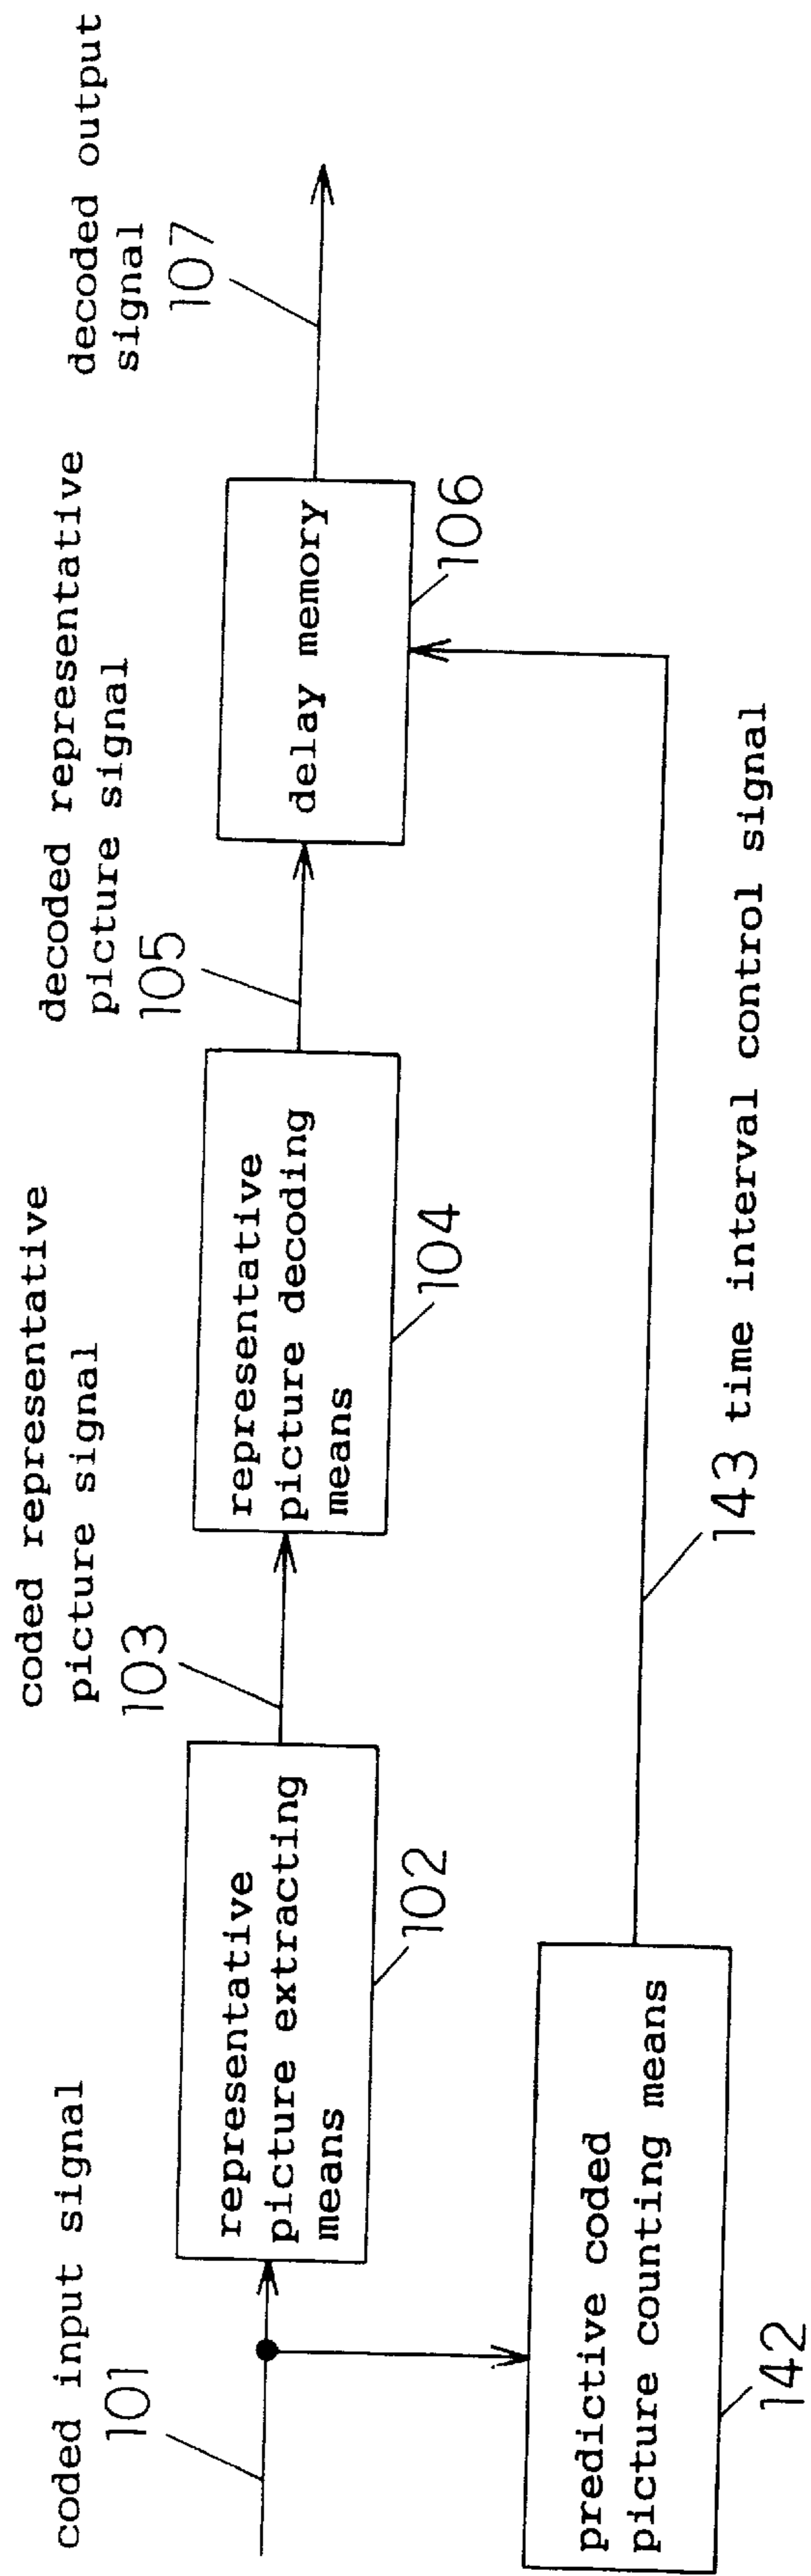 coded input signal
101
representative
picture extracting
means
102
coded representative
picture signal
103
representative
picture decoding
means
104
decoded representative
picture signal
105
delay memory
106
decoded output
signal
107
predictive coded
picture counting means
142
143 time interval control signal